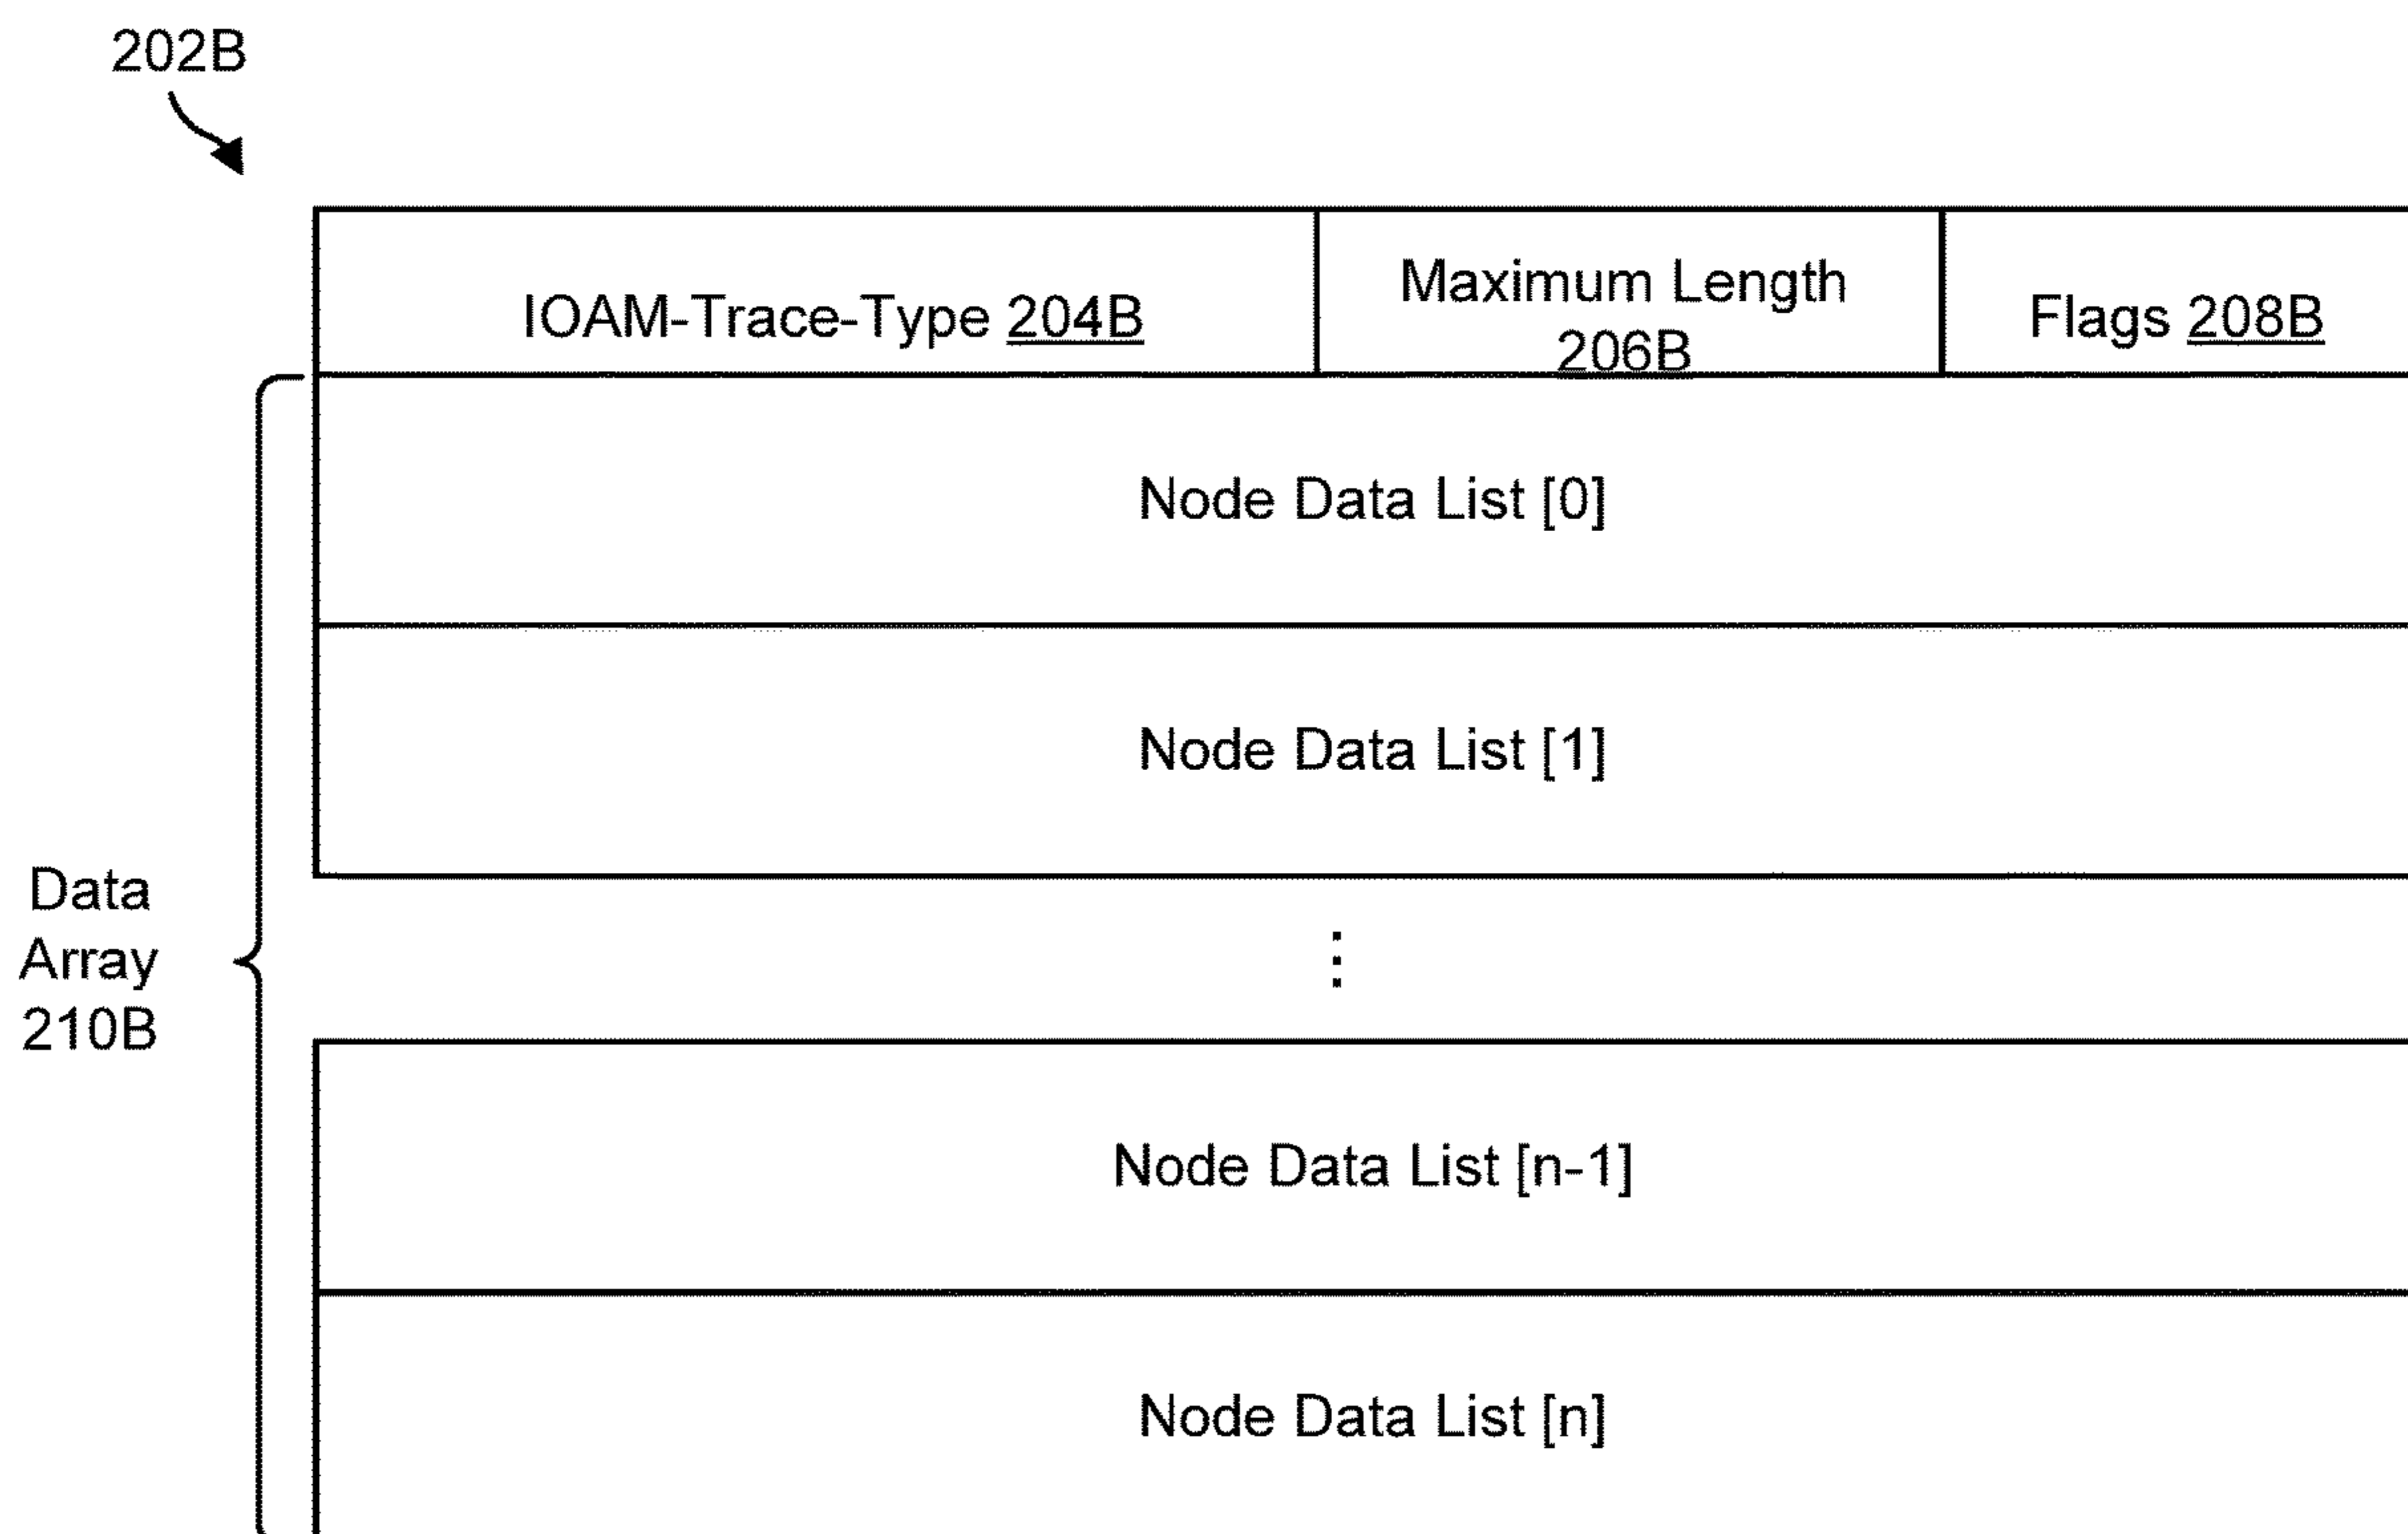 202B
IOAM-Trace-Type 204B
Maximum Length
206B
Flags 208B
Node Data List [0]
Node Data List [1]
Data
Array
210B
⋮
Node Data List [n-1]
Node Data List [n]